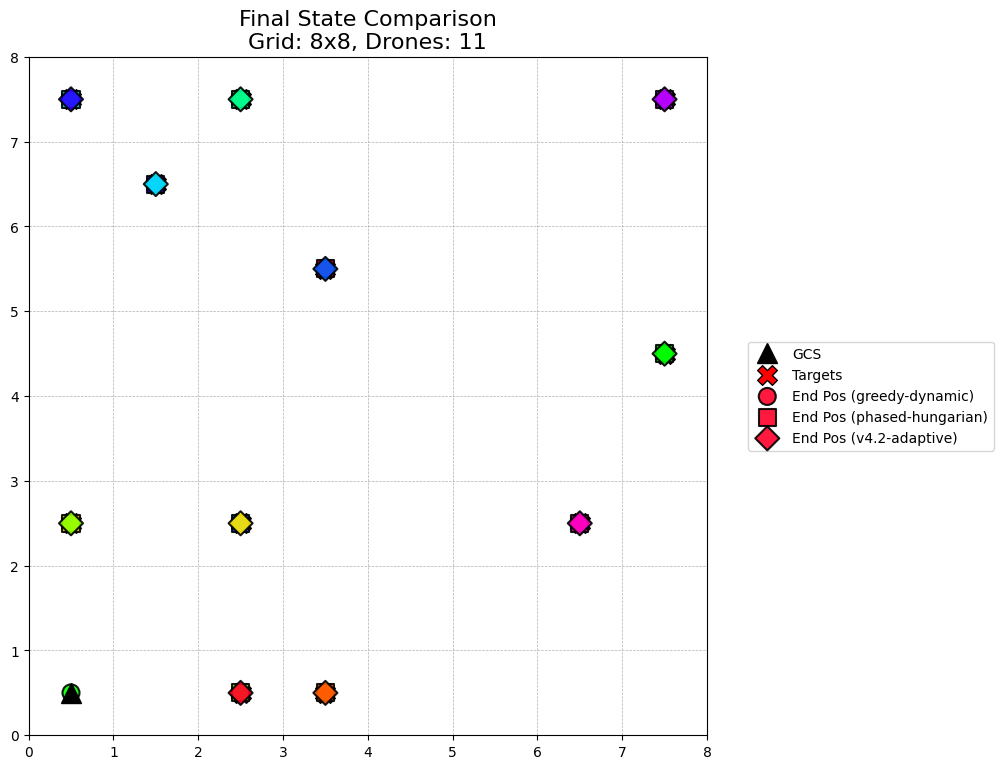 Final State Comparison
Grid: 8x8, Drones: 11
8
7
6
5
4
3
2
1
0
0 1 2 3 4 5 6 7 8
GCS
Targets
End Pos (greedy-dynamic)
End Pos (phased-hungarian)
End Pos (v4.2-adaptive)